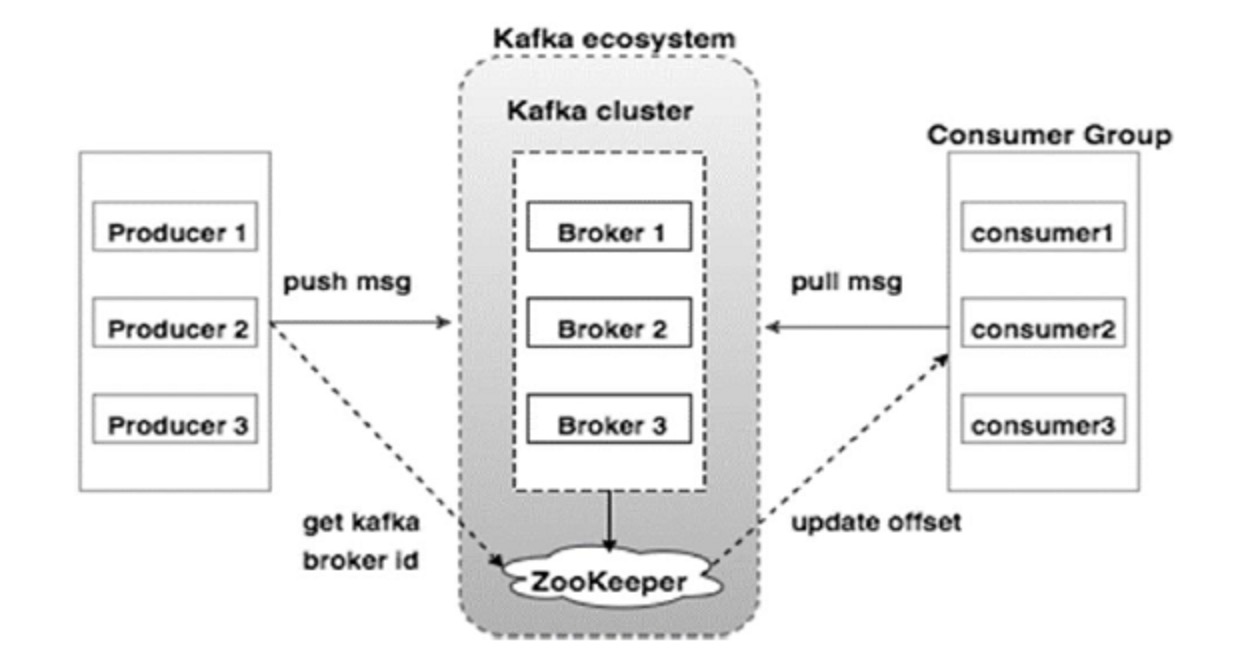 Kafka ecosystem
Kafka cluster
Consumer Group
Producer 1
Producer 2
Producer 3
push msg
Broker 1
Broker 2
Broker 3
pull msg
consumer1
consumer2
consumer3
get kafka
broker id
ZooKeeper
update offset